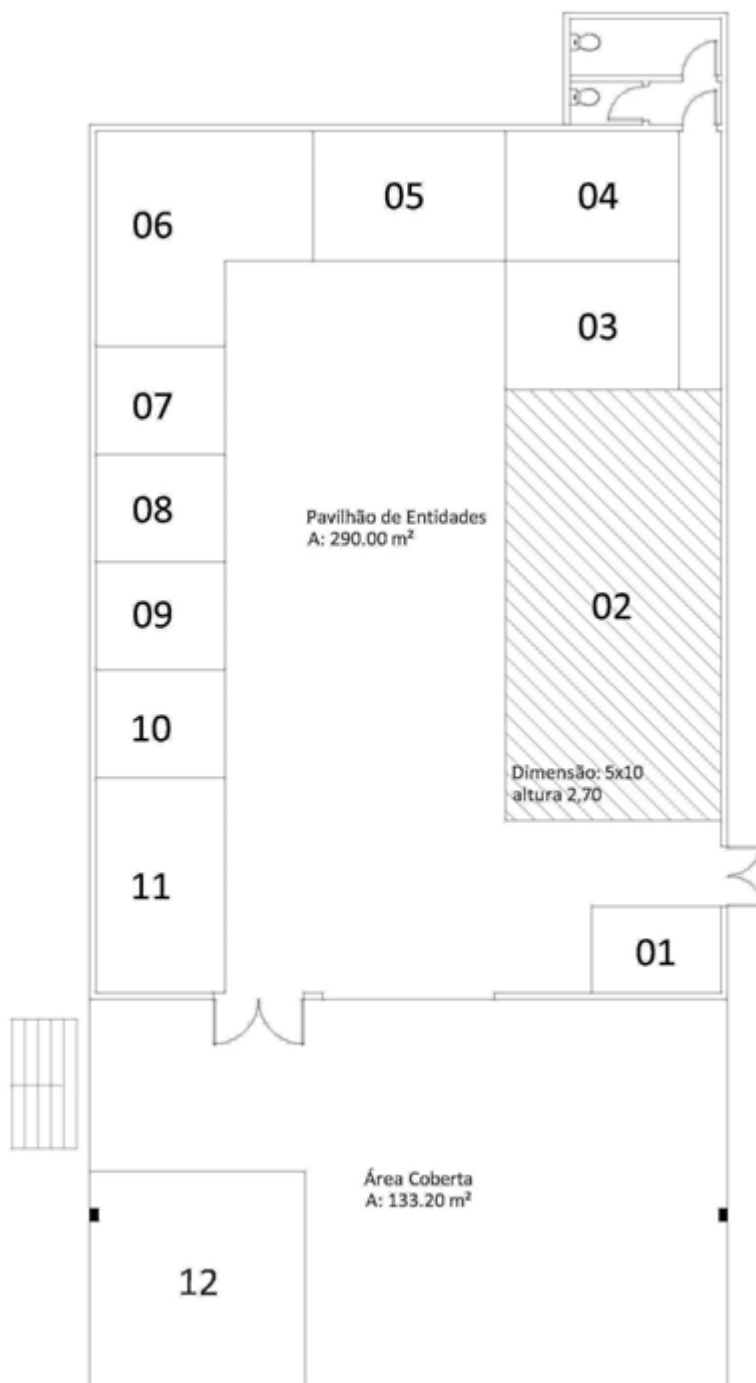 05
04
06
03
07
08
Pavilhão de Entidades
A: 290.00 m²
02
09
10
Dimensão: 5x10
altura 2,70
11
01
Área Coberta
A: 133.20 m²
12